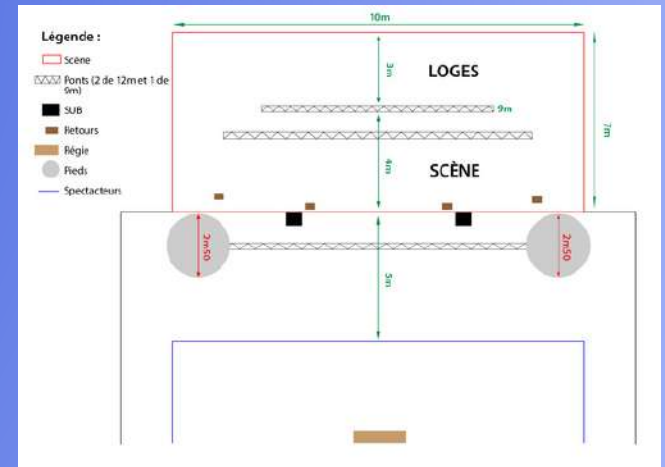 10m
Légende :
Scène
Ponts (2 de 12m et 1 de
9m)
SUB
Retours
Régie
Pieds
Spectacteurs
3m
LOGES
9m
7m
4m
SCÈNE
2m50
2m50
5m